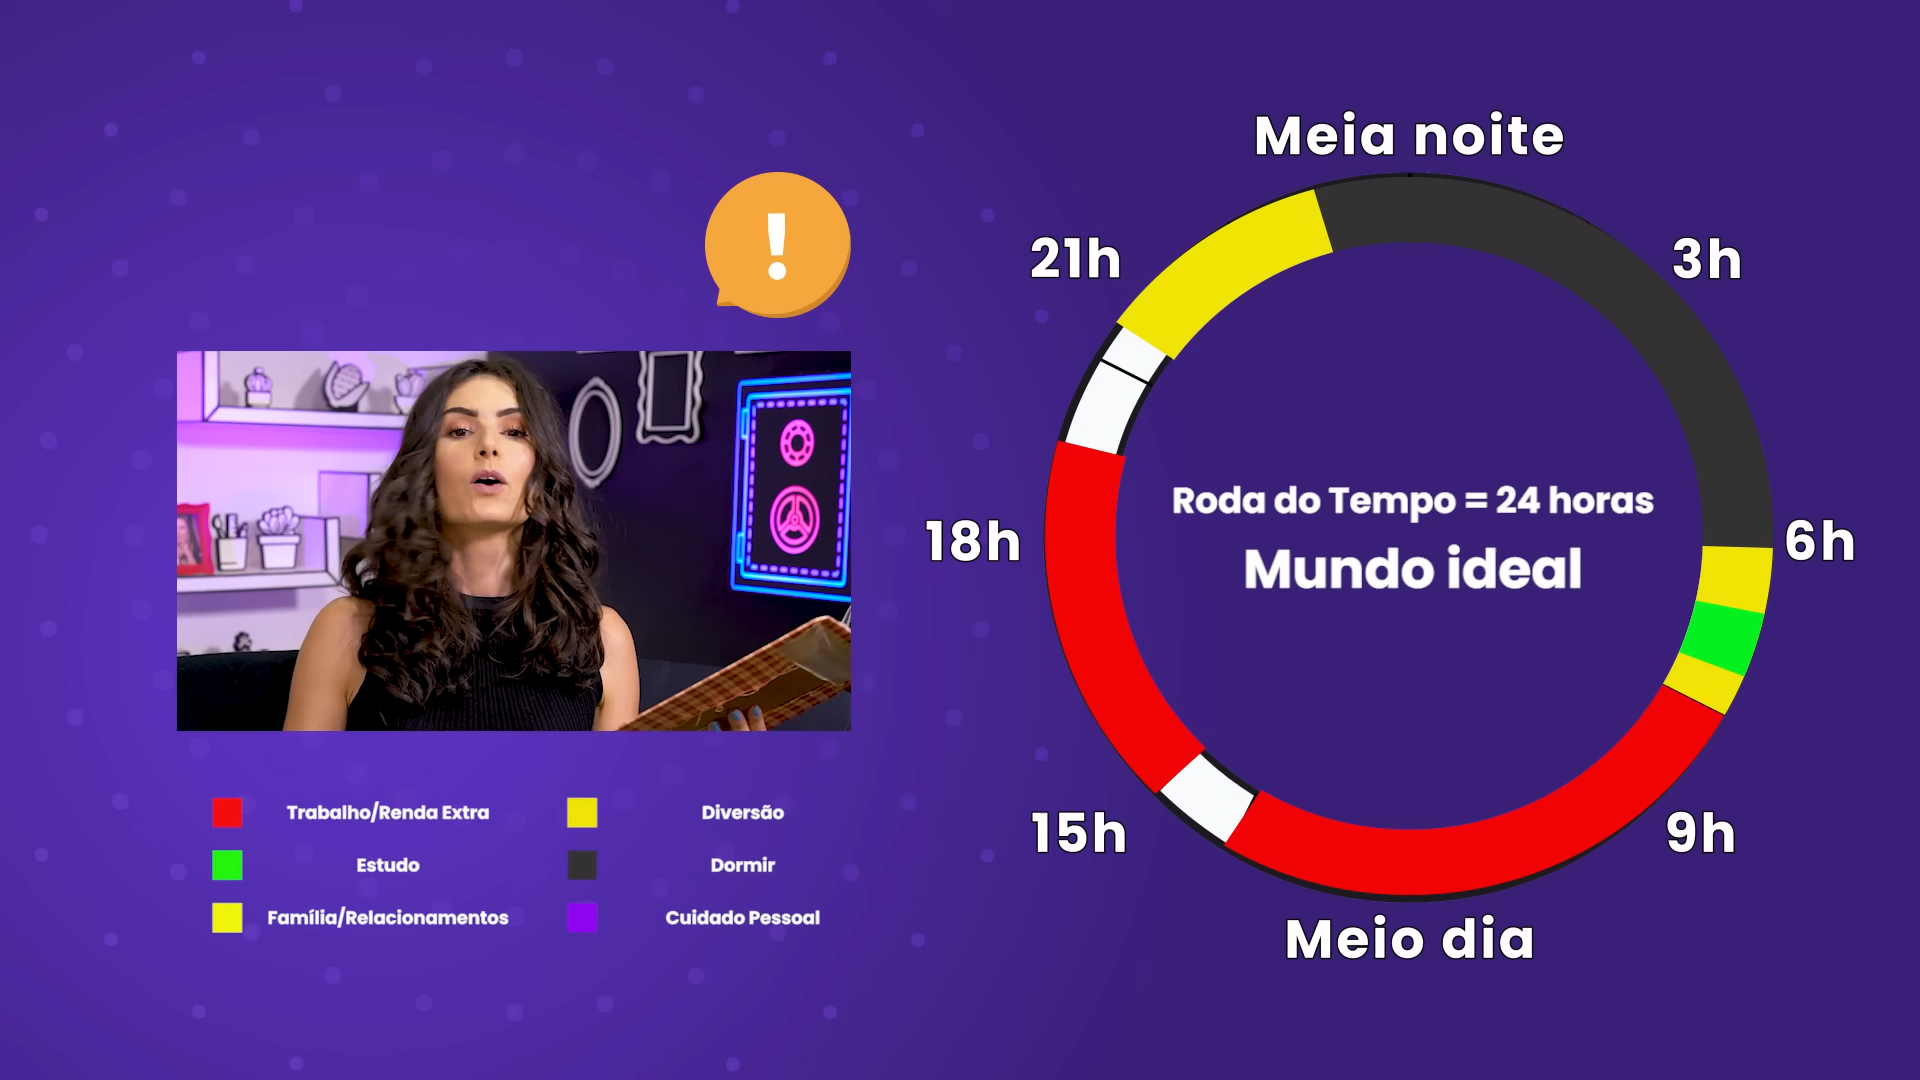 !
Trabalho/Renda Extra
Diversão
Estudo
Dormir
Família/Relacionamentos
Cuidado Pessoal
Meia noite
21h
3h
18h
Roda do Tempo = 24 horas
Mundo ideal
6h
15h
9h
Meio dia